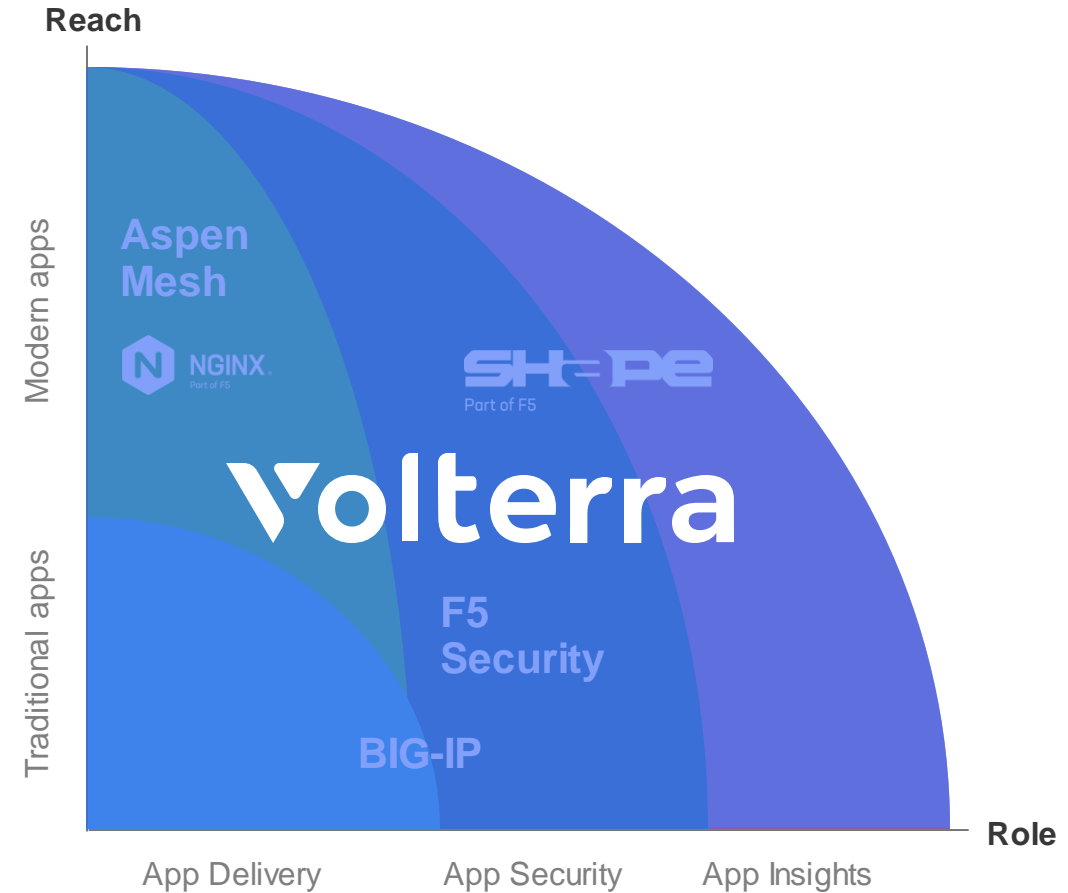 Reach
Modern apps
Traditional apps
Aspen
Mesh
NGINX
Part of F5
SHAPE
Part of F5
Volterra
F5
Security
BIG-IP
Role
App Delivery
App Security
App Insights